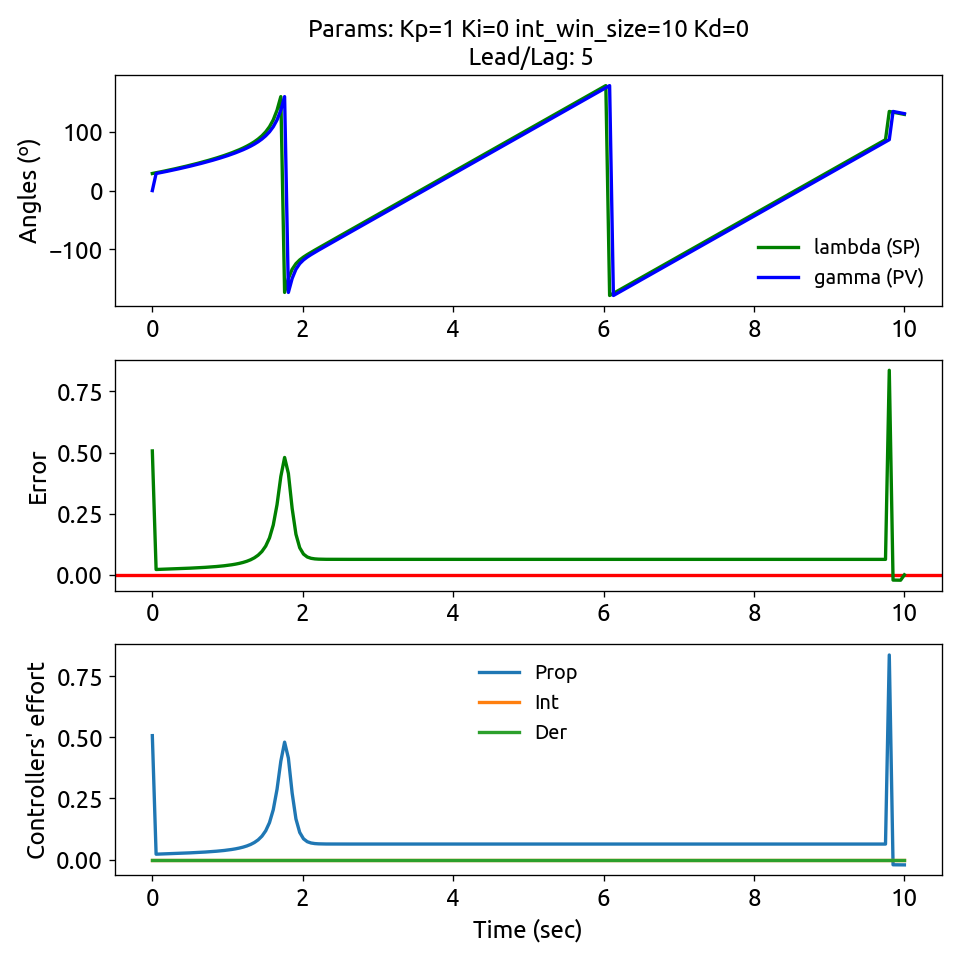 Params: Kp=1 Ki=0 int_win_size=10 Kd=0
Lead/Lag: 5
Angles (º)
100
0
−100
lambda (SP)
gamma (PV)
0 2 4 6 8 10
Error
0.75
0.50
0.25
0.00
0 2 4 6 8 10
Controllers' effort
0.75
0.50
0.25
0.00
Prop
Int
Der
0 2 4 6 8 10
Time (sec)